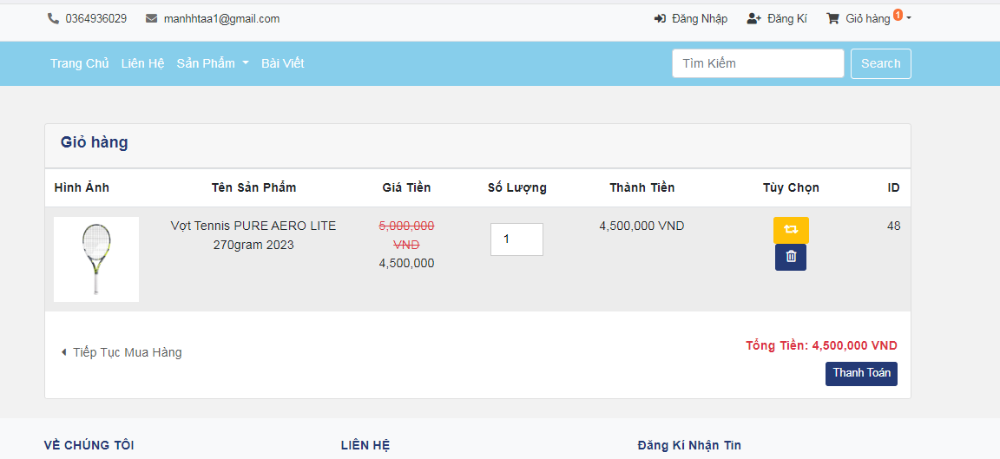 0364936029 manhhtaa1@gmail.com Đăng Nhập Đăng Kí Giỏ hàng 1
Trang Chủ Liên Hệ Sản Phẩm Bài Viết Tìm Kiếm Search
Giỏ hàng
Hình Ảnh Tên Sản Phẩm Giá Tiền Số Lượng Thành Tiền Tùy Chọn ID
Vợt Tennis PURE AERO LITE 5,000,000 1 4,500,000 VND 48
270gram 2023 VND
4,500,000
Tiếp Tục Mua Hàng Tổng Tiền: 4,500,000 VND
Thanh Toán
VỀ CHÚNG TÔI LIÊN HỆ Đăng Kí Nhận Tin